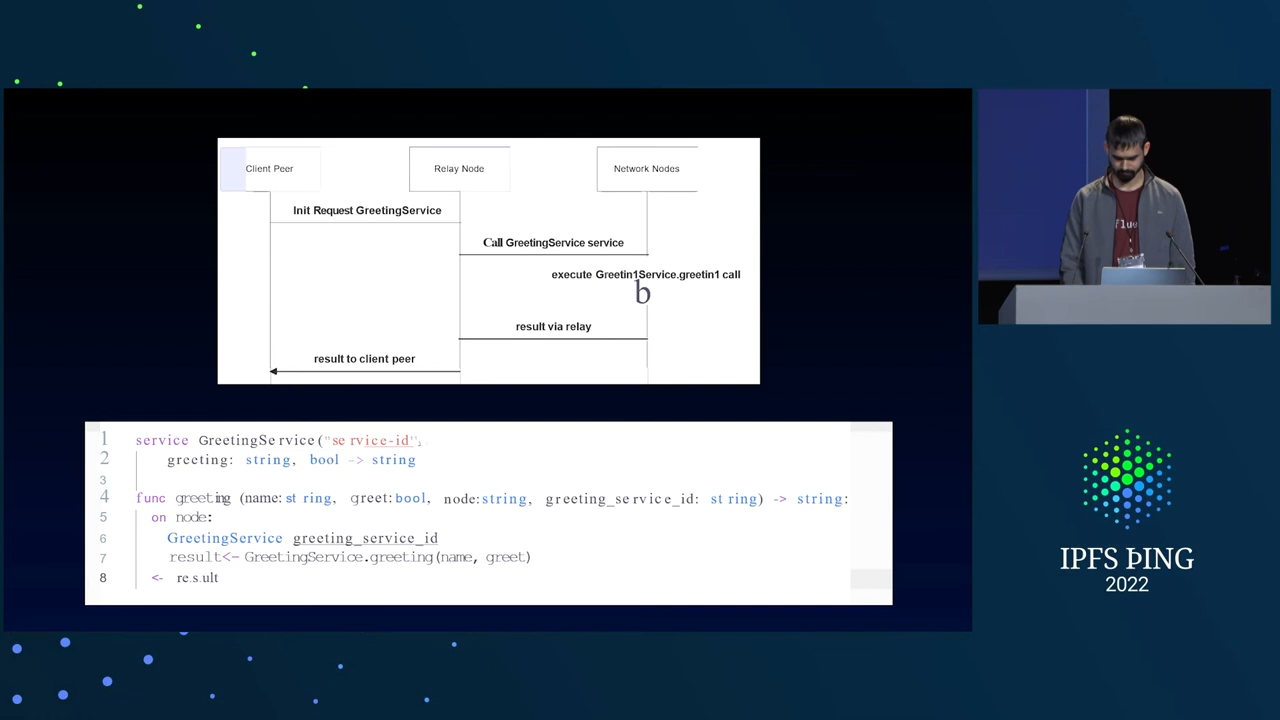 Client Peer
Relay Node
Network Nodes
Init Request GreetingService
Call GreetingService service
execute Greetin1Service.greetin1 call
b
result via relay
result to client peer
1 service GreetingSe rvice ("se rvice-id"):
2 greeting: string, bool -> string
3
4 func greeting (name: st ring, greet: bool, node:string, greeting_se rvice_id: st ring) -> string:
5 on node:
6 GreetingService greeting_service_id
7 result<- GreetingService.greeting(name, greet)
8 <- re.s.ult
flue
IPFS ÞING
2022